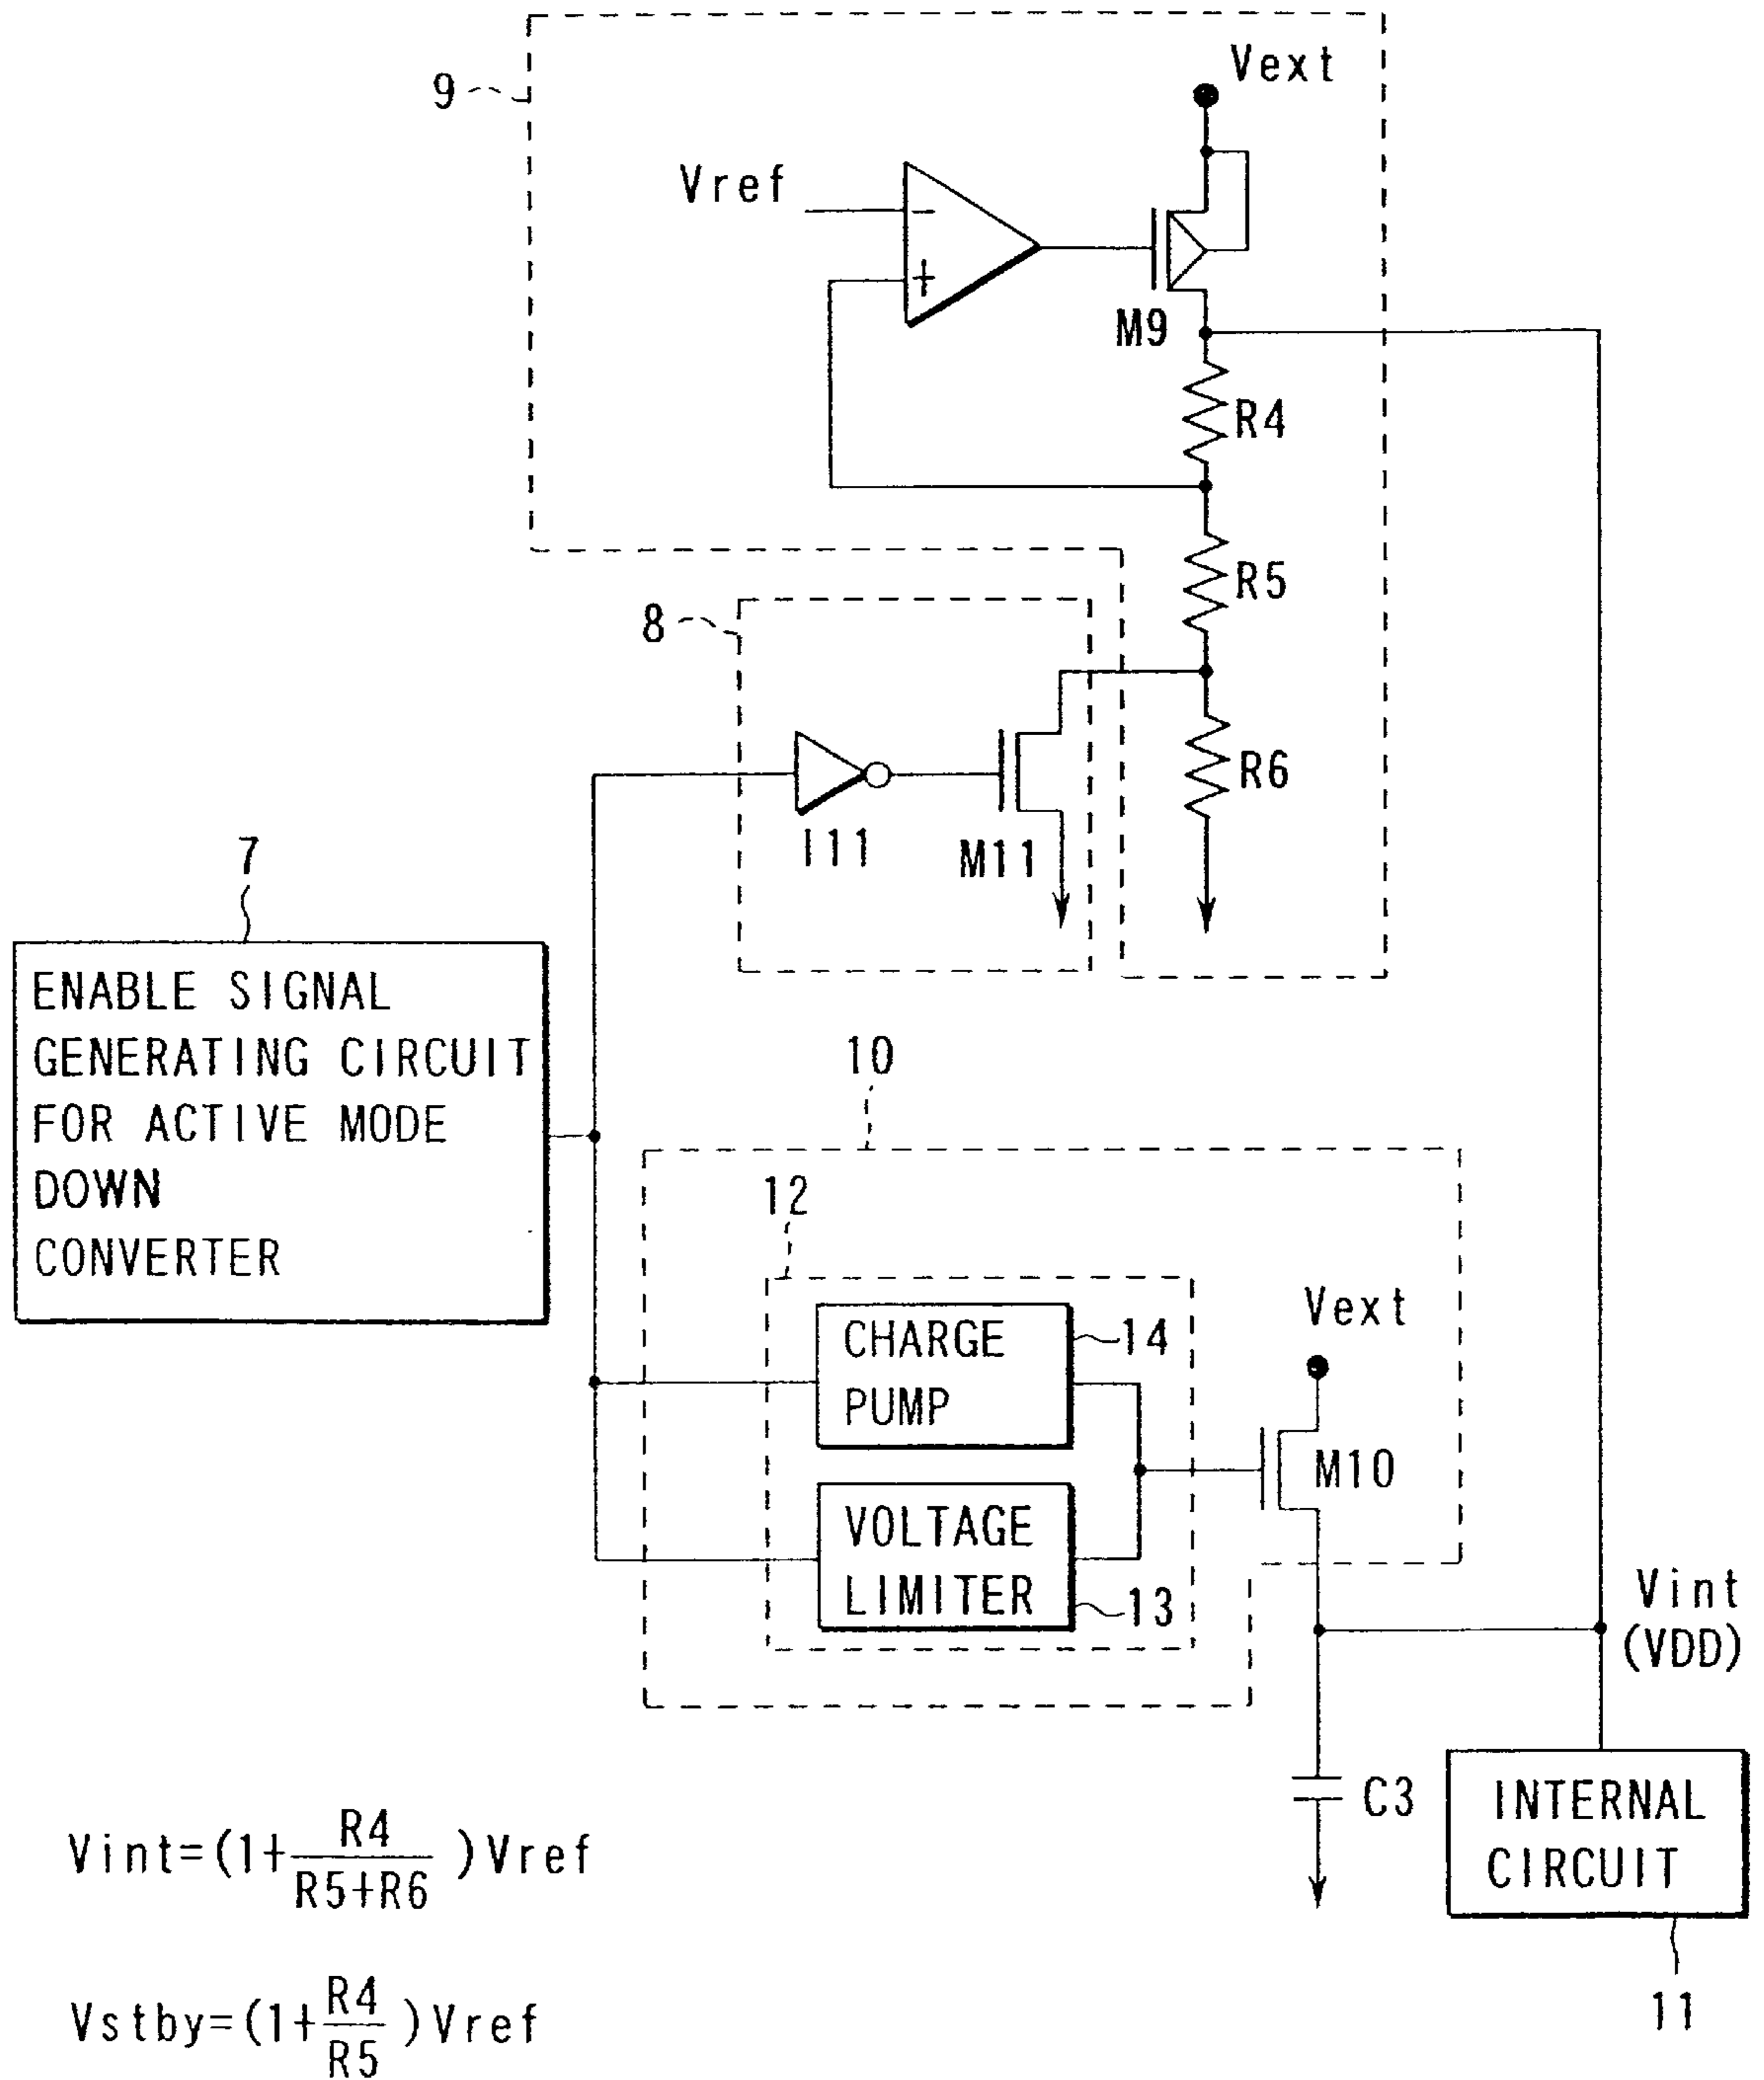 9
Vext
Vref
−
+
M9
R4
R5
8
R6
I11
M11
7
ENABLE SIGNAL
GENERATING CIRCUIT
FOR ACTIVE MODE
DOWN
CONVERTER
10
12
CHARGE
PUMP
14
Vext
M10
VOLTAGE
LIMITER
13
Vint
(VDD)
C3
INTERNAL
CIRCUIT
11
Vint=(1+R4/R5+R6)Vref
Vstby=(1+R4/R5)Vref